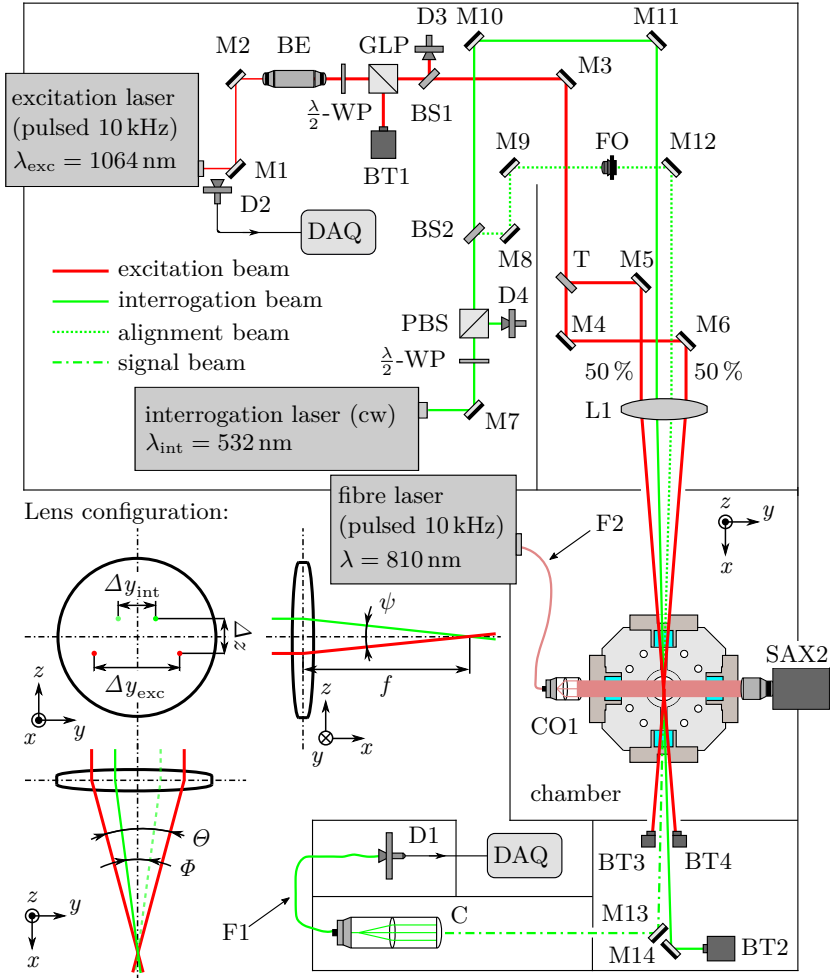 M10
M11
D3
M2
BE
GLP
M3
excitation laser
(pulsed 10 kHz)
λexc = 1064 nm
λ/2-WP
BS1
M9
FO
M12
M1
BT1
D2
DAQ
BS2
M8
excitation beam
interrogation beam
alignment beam
signal beam
T
M5
D4
PBS
M4
M6
λ/2-WP
50 %
50 %
interrogation laser (cw)
λint = 532 nm
M7
L1
Lens configuration:
fibre laser
(pulsed 10 kHz)
λ = 810 nm
F2
z
y
x
Δyint
Δz
Δyexc
ψ
f
z
y
x
z
x
y
SAX2
CO1
chamber
Θ
Φ
z
y
x
D1
DAQ
BT3
BT4
F1
C
M13
M14
BT2